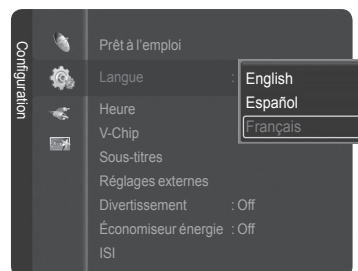 Configuration
Prêt à l'emploi
Langue :
English
Español
Français
Heure
V-Chip
Sous-titres
Réglages externes
Divertissement : Off
Économiseur énergie : Off
ISI